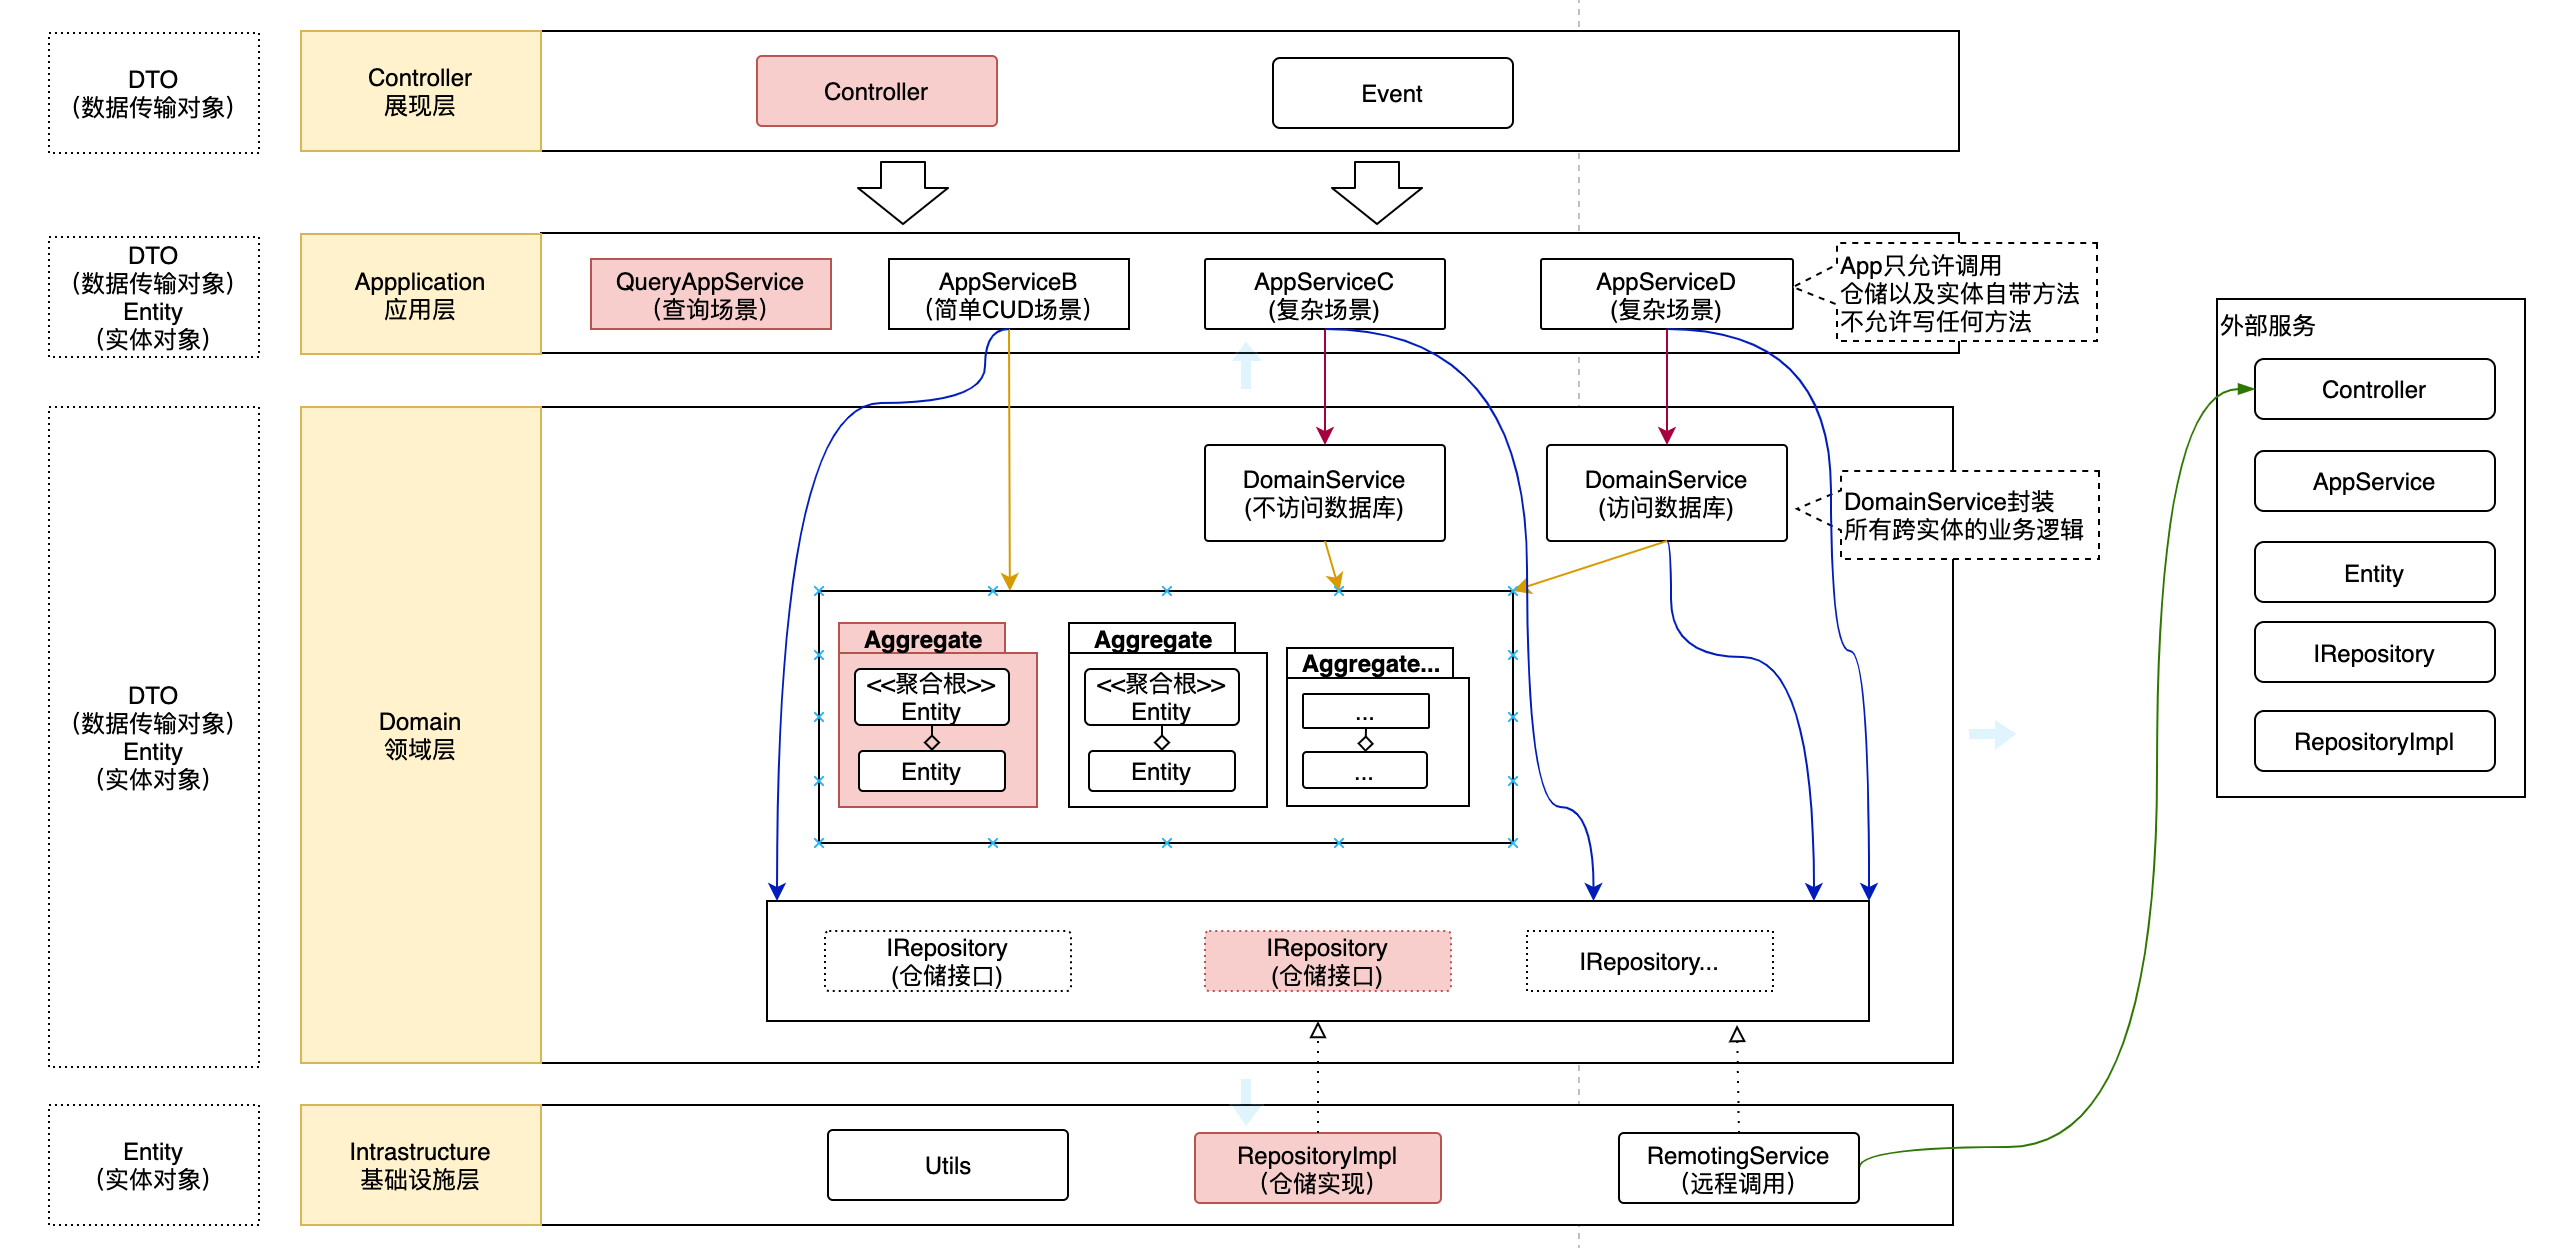 DTO
（数据传输对象）
Controller
展现层
Controller
Event
DTO
（数据传输对象）
Entity
（实体对象）
Appplication
应用层
QueryAppService
（查询场景）
AppServiceB
（简单CUD场景）
AppServiceC
(复杂场景)
AppServiceD
(复杂场景)
App只允许调用
仓储以及实体自带方法
不允许写任何方法
DTO
（数据传输对象）
Entity
（实体对象）
Domain
领域层
DomainService
(不访问数据库)
DomainService
(访问数据库)
DomainService封装
所有跨实体的业务逻辑
Aggregate
<<聚合根>>
Entity
Entity
Aggregate
<<聚合根>>
Entity
Entity
Aggregate...
...
...
IRepository
(仓储接口)
IRepository
(仓储接口)
IRepository...
Entity
（实体对象）
Intrastructure
基础设施层
Utils
RepositoryImpl
（仓储实现）
RemotingService
（远程调用）
外部服务
Controller
AppService
Entity
IRepository
RepositoryImpl